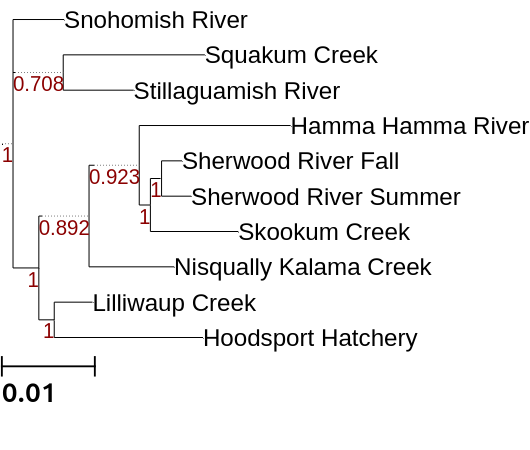 Snohomish River
Squakum Creek
0.708
Stillaguamish River
Hamma Hamma River
1
Sherwood River Fall
0.923
1
Sherwood River Summer
1
0.892
Skookum Creek
Nisqually Kalama Creek
1
Lilliwaup Creek
1
Hoodsport Hatchery
0.01